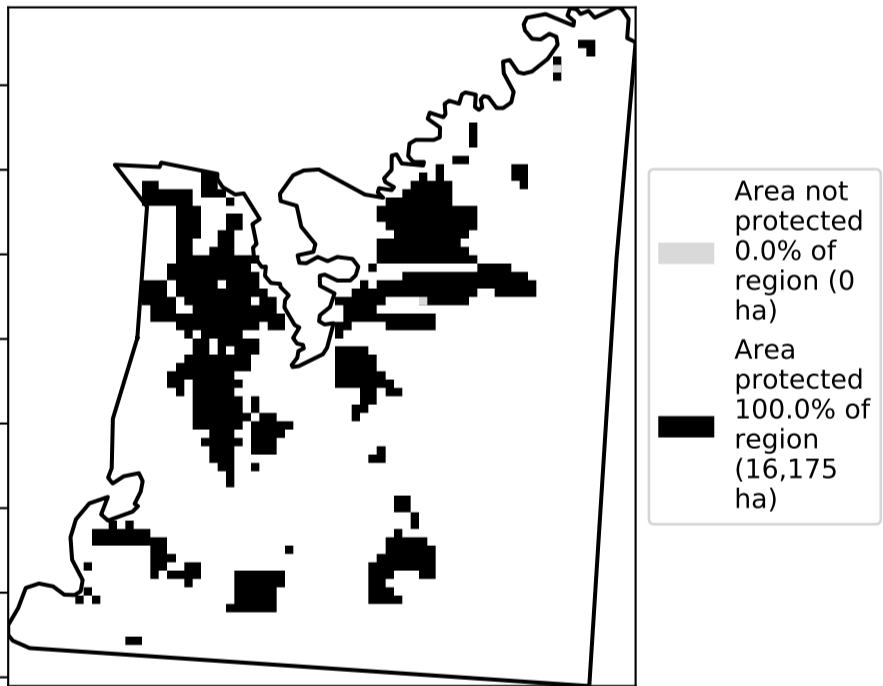 Area not
protected
0.0% of
region (0
ha)
Area
protected
100.0% of
region
(16,175
ha)